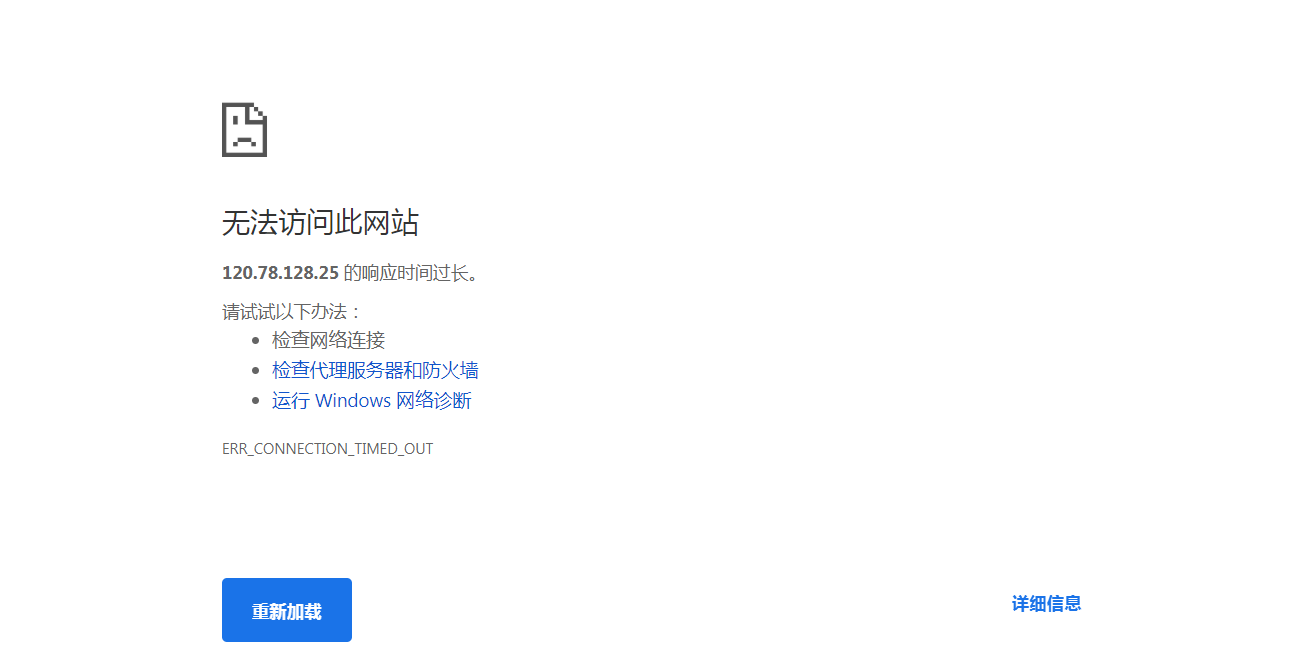 无法访问此网站
120.78.128.25 的响应时间过长。
请试试以下办法：
检查网络连接
检查代理服务器和防火墙
运行 Windows 网络诊断
ERR_CONNECTION_TIMED_OUT
重新加载
详细信息